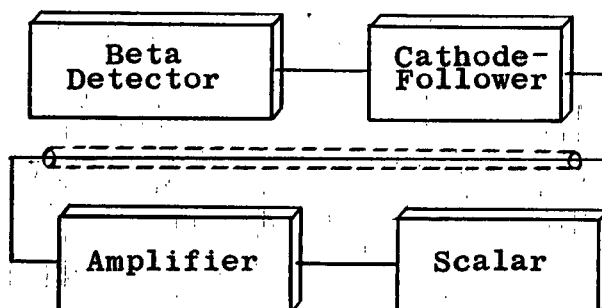 Beta
Detector
Cathode-
Follower
Amplifier
Scalar